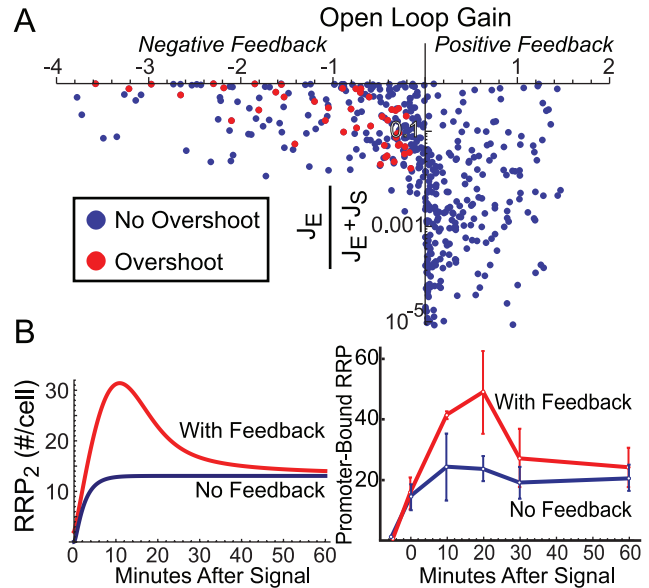 A
Open Loop Gain
Negative Feedback
Positive Feedback
-4 -3 -2 -1 0 1 2
0.1
0.001
10^-5
J_E
J_E + J_S
No Overshoot
Overshoot
B
RRP₂ (#/cell)
30
20
10
With Feedback
No Feedback
0 10 20 30 40 50 60
Minutes After Signal
Promoter-Bound RRP
60
40
20
With Feedback
No Feedback
0 10 20 30 40 50 60
Minutes After Signal